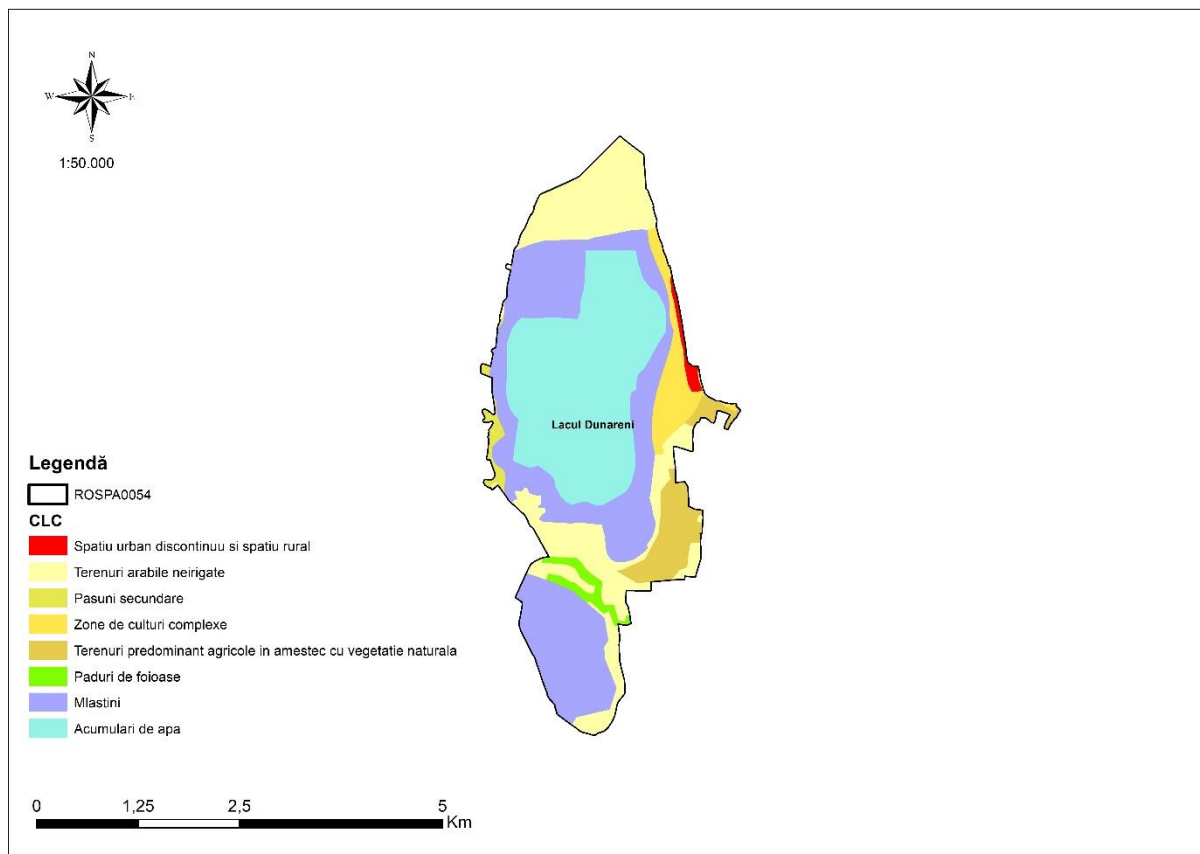 N
W
E
S
1:50.000
Lacul Dunareni
Legendă
ROSPA0054
CLC
Spatiu urban discontinuu si spatiu rural
Terenuri arabile neirigate
Pasuni secundare
Zone de culturi complexe
Terenuri predominant agricole in amestec cu vegetatie naturala
Paduri de foioase
Mlastini
Acumulari de apa
0 1,25 2,5 5
Km